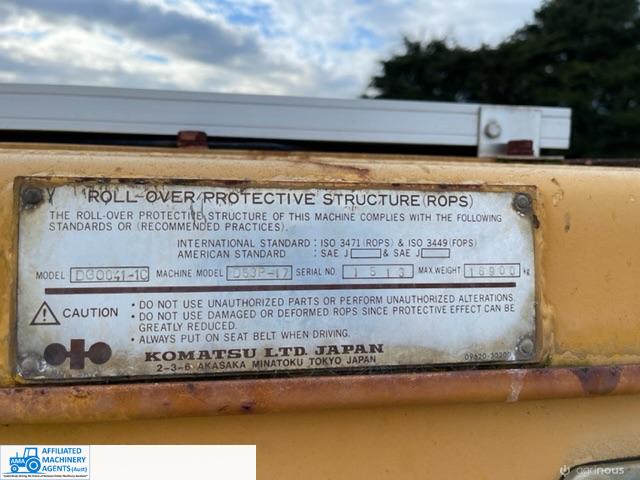 ROLL-OVER PROTECTIVE STRUCTURE (ROPS)
THE ROLL-OVER PROTECTIVE STRUCTURE OF THIS MACHINE COMPLIES WITH THE FOLLOWING
STANDARDS OR (RECOMMENDED PRACTICES).
INTERNATIONAL STANDARD : ISO 3471 (ROPS) & ISO 3449 (FOPS)
AMERICAN STANDARD : SAE J & SAE J
MODEL MACHINE MODEL D53P-17 SERIAL NO. 1513 MAX.WEIGHT 16900 kg
CAUTION
• DO NOT USE UNAUTHORIZED PARTS OR PERFORM UNAUTHORIZED ALTERATIONS.
• DO NOT USE DAMAGED OR DEFORMED ROPS SINCE PROTECTIVE EFFECT CAN BE
GREATLY REDUCED.
• ALWAYS PUT ON SEAT BELT WHEN DRIVING.
KOMATSU LTD. JAPAN
2-3-6 AKASAKA MINATOKU TOKYO JAPAN
AMA
AFFILIATED
MACHINERY
AGENTS (Aust)
agrinous